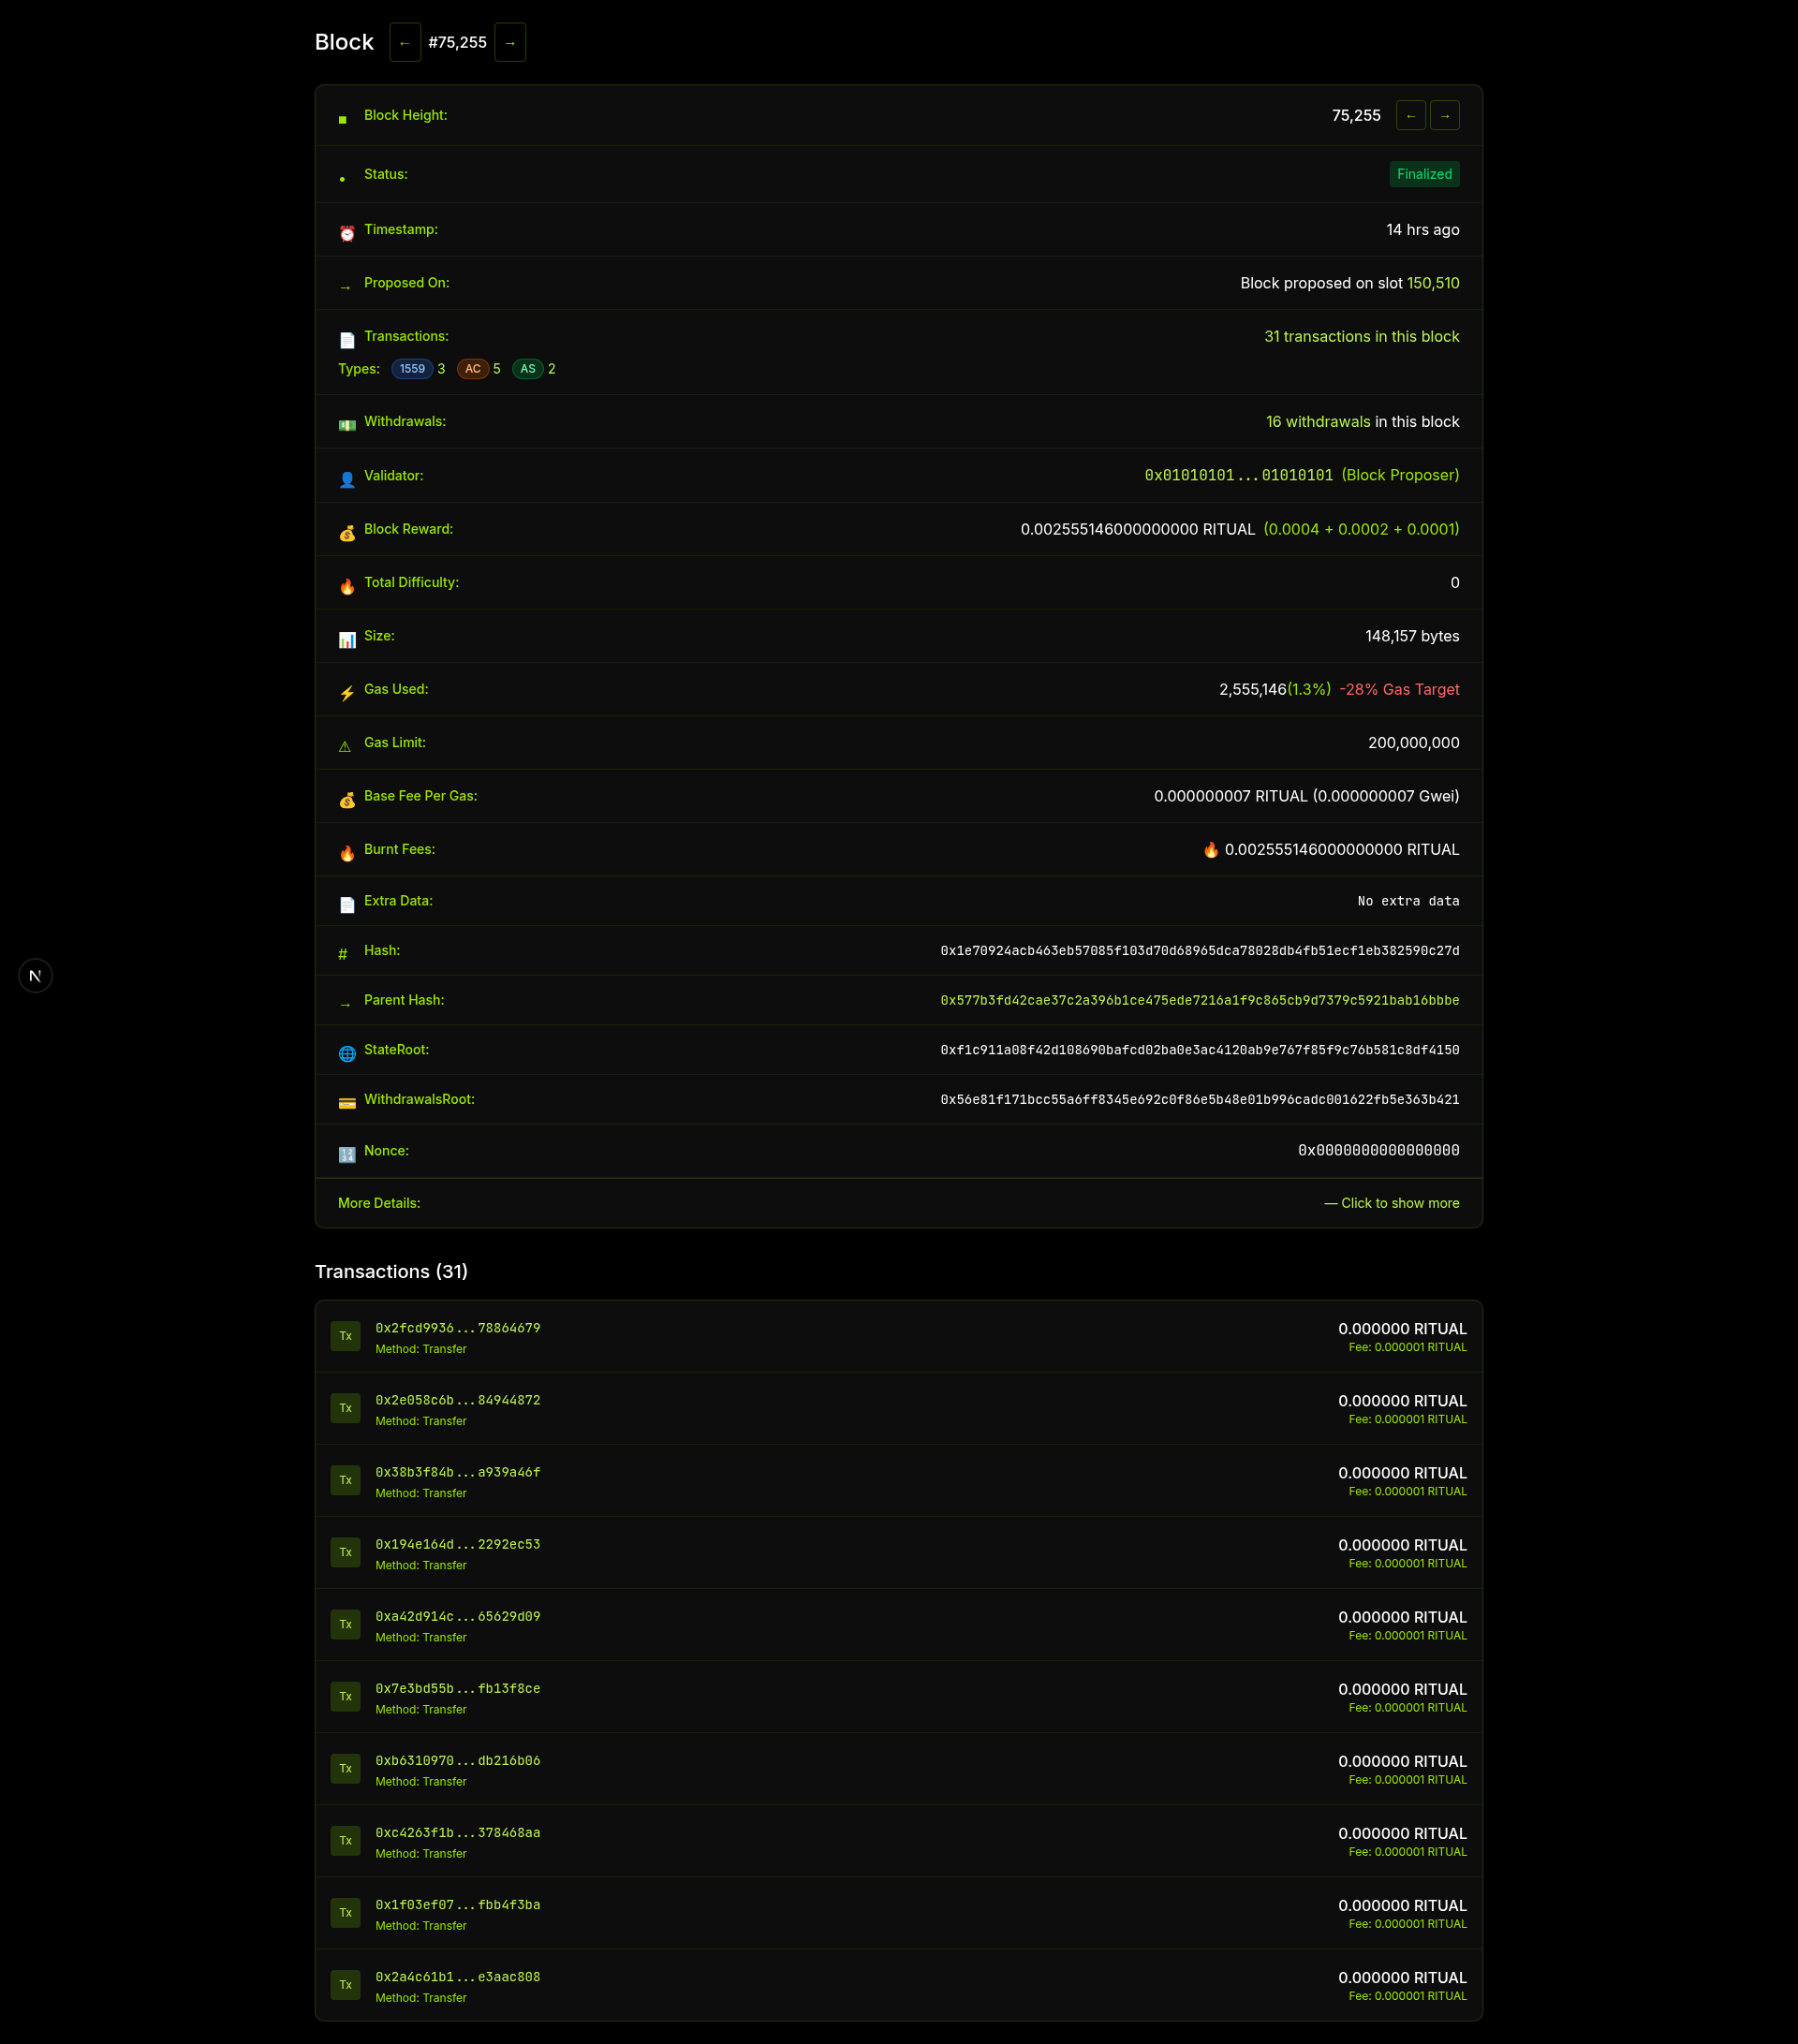 Block ← #75,255 →
■ Block Height: 75,255 ← →
• Status: Finalized
⏰ Timestamp: 14 hrs ago
→ Proposed On: Block proposed on slot 150,510
📄 Transactions: 31 transactions in this block
Types: 1559 3 AC 5 AS 2
💵 Withdrawals: 16 withdrawals in this block
👤 Validator: 0x01010101...01010101 (Block Proposer)
💰 Block Reward: 0.002555146000000000 RITUAL (0.0004 + 0.0002 + 0.0001)
🔥 Total Difficulty: 0
📊 Size: 148,157 bytes
⚡ Gas Used: 2,555,146(1.3%) -28% Gas Target
⚠ Gas Limit: 200,000,000
💰 Base Fee Per Gas: 0.000000007 RITUAL (0.000000007 Gwei)
🔥 Burnt Fees: 🔥 0.002555146000000000 RITUAL
📄 Extra Data: No extra data
# Hash: 0x1e70924acb463eb57085f103d70d68965dca78028db4fb51ecf1eb382590c27d
→ Parent Hash: 0x577b3fd42cae37c2a396b1ce475ede7216a1f9c865cb9d7379c5921bab16bbbe
🌐 StateRoot: 0xf1c911a08f42d108690bafcd02ba0e3ac4120ab9e767f85f9c76b581c8df4150
💳 WithdrawalsRoot: 0x56e81f171bcc55a6ff8345e692c0f86e5b48e01b996cadc001622fb5e363b421
🔢 Nonce: 0x0000000000000000
More Details: — Click to show more
Transactions (31)
Tx 0x2fcd9936...78864679 0.000000 RITUAL
Method: Transfer Fee: 0.000001 RITUAL
Tx 0x2e058c6b...84944872 0.000000 RITUAL
Method: Transfer Fee: 0.000001 RITUAL
Tx 0x38b3f84b...a939a46f 0.000000 RITUAL
Method: Transfer Fee: 0.000001 RITUAL
Tx 0x194e164d...2292ec53 0.000000 RITUAL
Method: Transfer Fee: 0.000001 RITUAL
Tx 0xa42d914c...65629d09 0.000000 RITUAL
Method: Transfer Fee: 0.000001 RITUAL
Tx 0x7e3bd55b...fb13f8ce 0.000000 RITUAL
Method: Transfer Fee: 0.000001 RITUAL
Tx 0xb6310970...db216b06 0.000000 RITUAL
Method: Transfer Fee: 0.000001 RITUAL
Tx 0xc4263f1b...378468aa 0.000000 RITUAL
Method: Transfer Fee: 0.000001 RITUAL
Tx 0x1f03ef07...fbb4f3ba 0.000000 RITUAL
Method: Transfer Fee: 0.000001 RITUAL
Tx 0x2a4c61b1...e3aac808 0.000000 RITUAL
Method: Transfer Fee: 0.000001 RITUAL
N